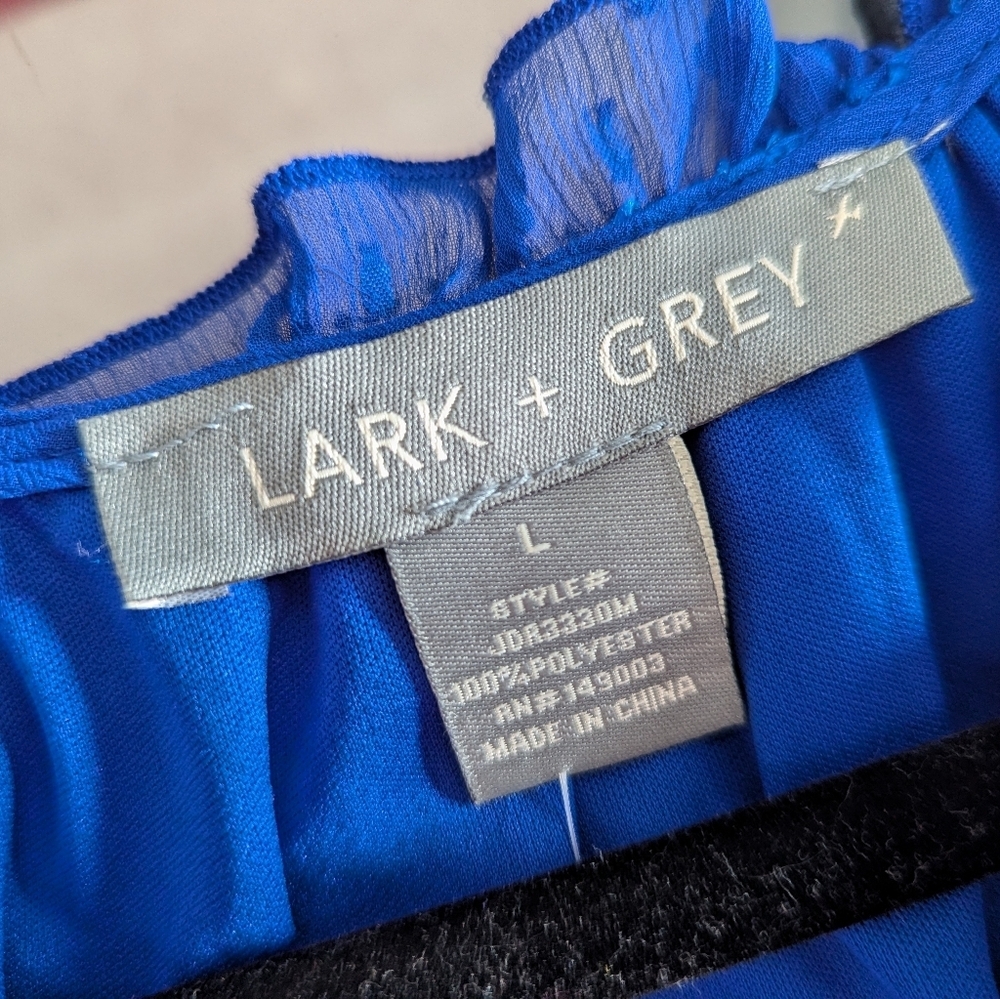 LARK + GREY
L
STYLE#
JDR3330M
100%POLYESTER
RN#149003
MADE IN CHINA